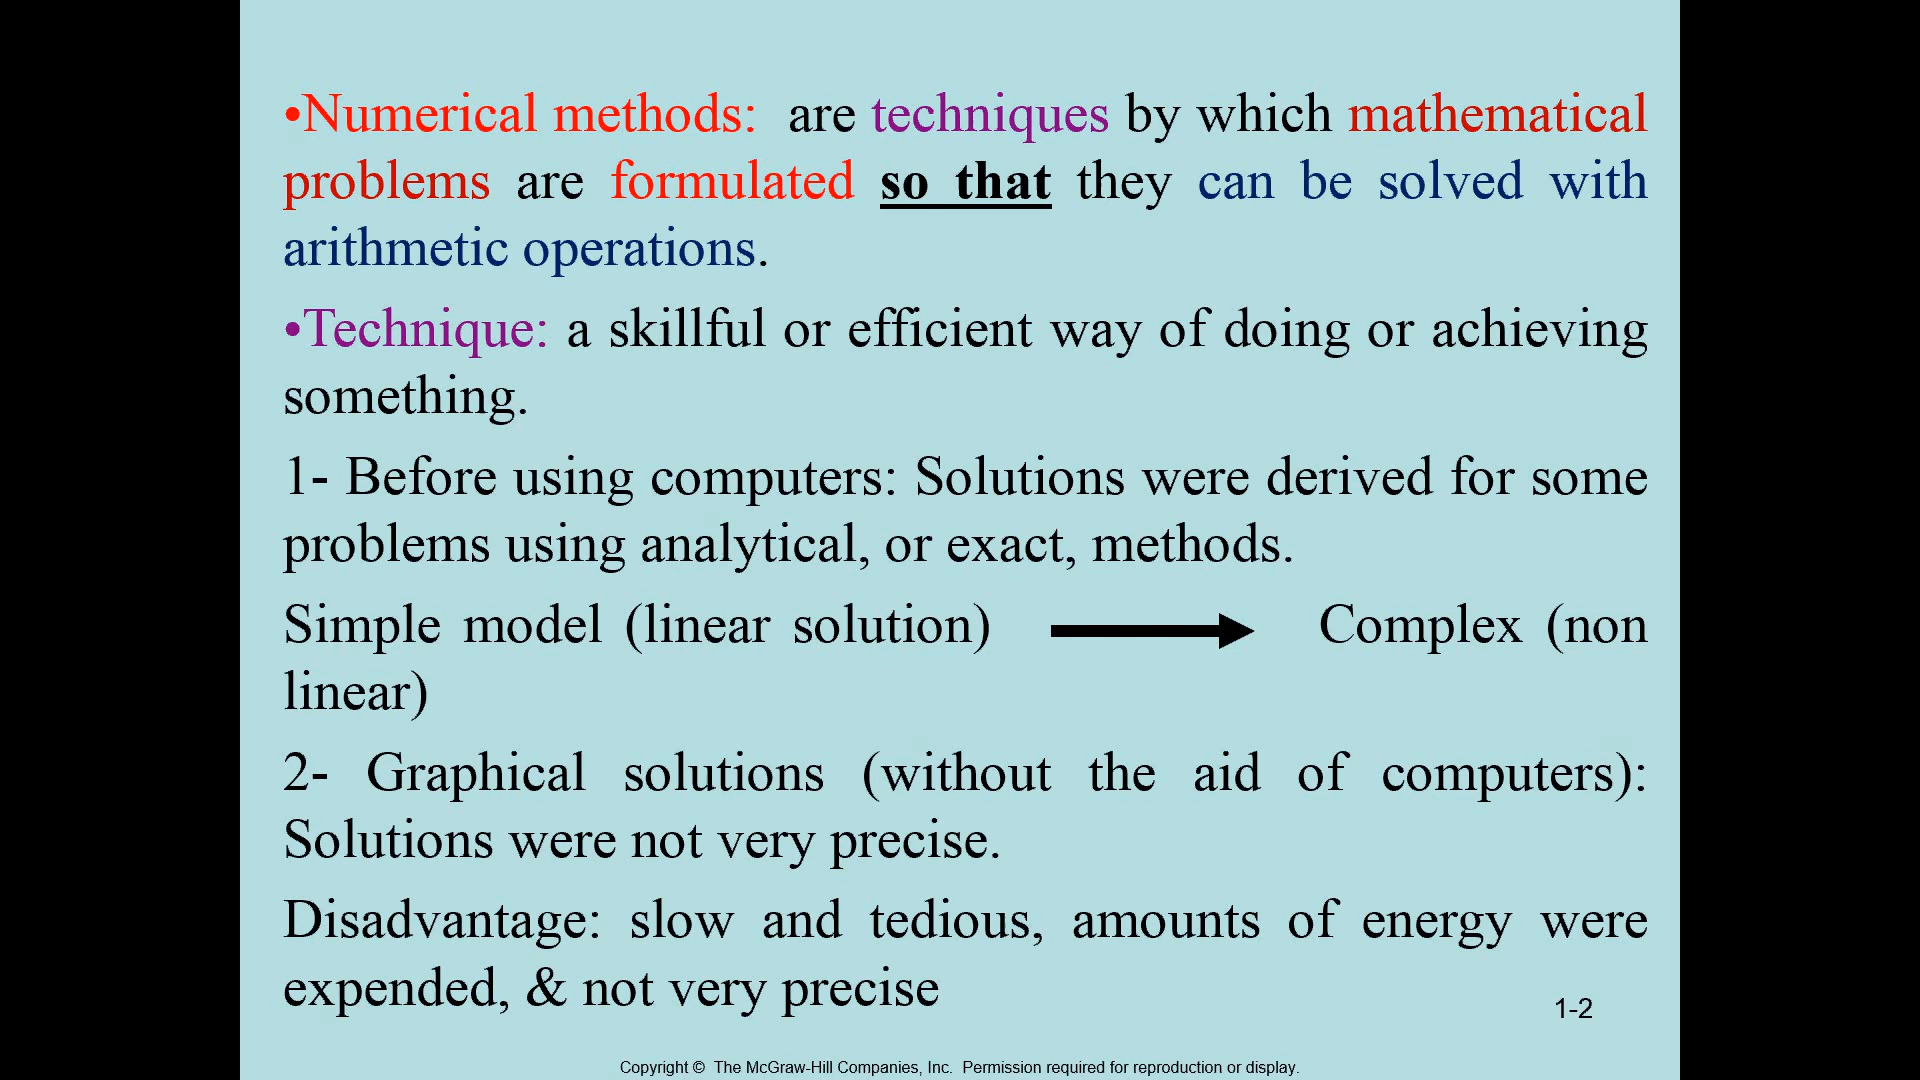 •Numerical methods: are techniques by which mathematical
problems are formulated so that they can be solved with
arithmetic operations.
•Technique: a skillful or efficient way of doing or achieving
something.
1- Before using computers: Solutions were derived for some
problems using analytical, or exact, methods.
Simple model (linear solution) Complex (non
linear)
2- Graphical solutions (without the aid of computers):
Solutions were not very precise.
Disadvantage: slow and tedious, amounts of energy were
expended, & not very precise
1-2
Copyright © The McGraw-Hill Companies, Inc. Permission required for reproduction or display.